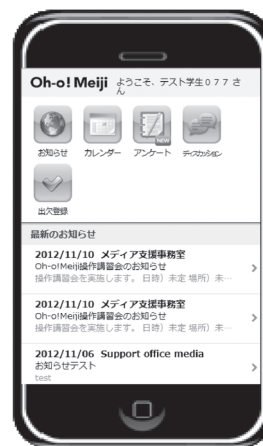 Oh-o! Meiji ようこそ、テスト学生０７７さ
ん
お知らせ カレンダー アンケート ディスカッション
NEW
出欠登録
最新のお知らせ
2012/11/10 メディア支援事務室
Oh-o!Meiji操作講習会のお知らせ
操作講習会を実施します。 日時）未定 場所）未…
2012/11/10 メディア支援事務室
Oh-o!Meiji操作講習会のお知らせ
操作講習会を実施します。 日時）未定 場所）未…
2012/11/06 Support office media
お知らせテスト
test